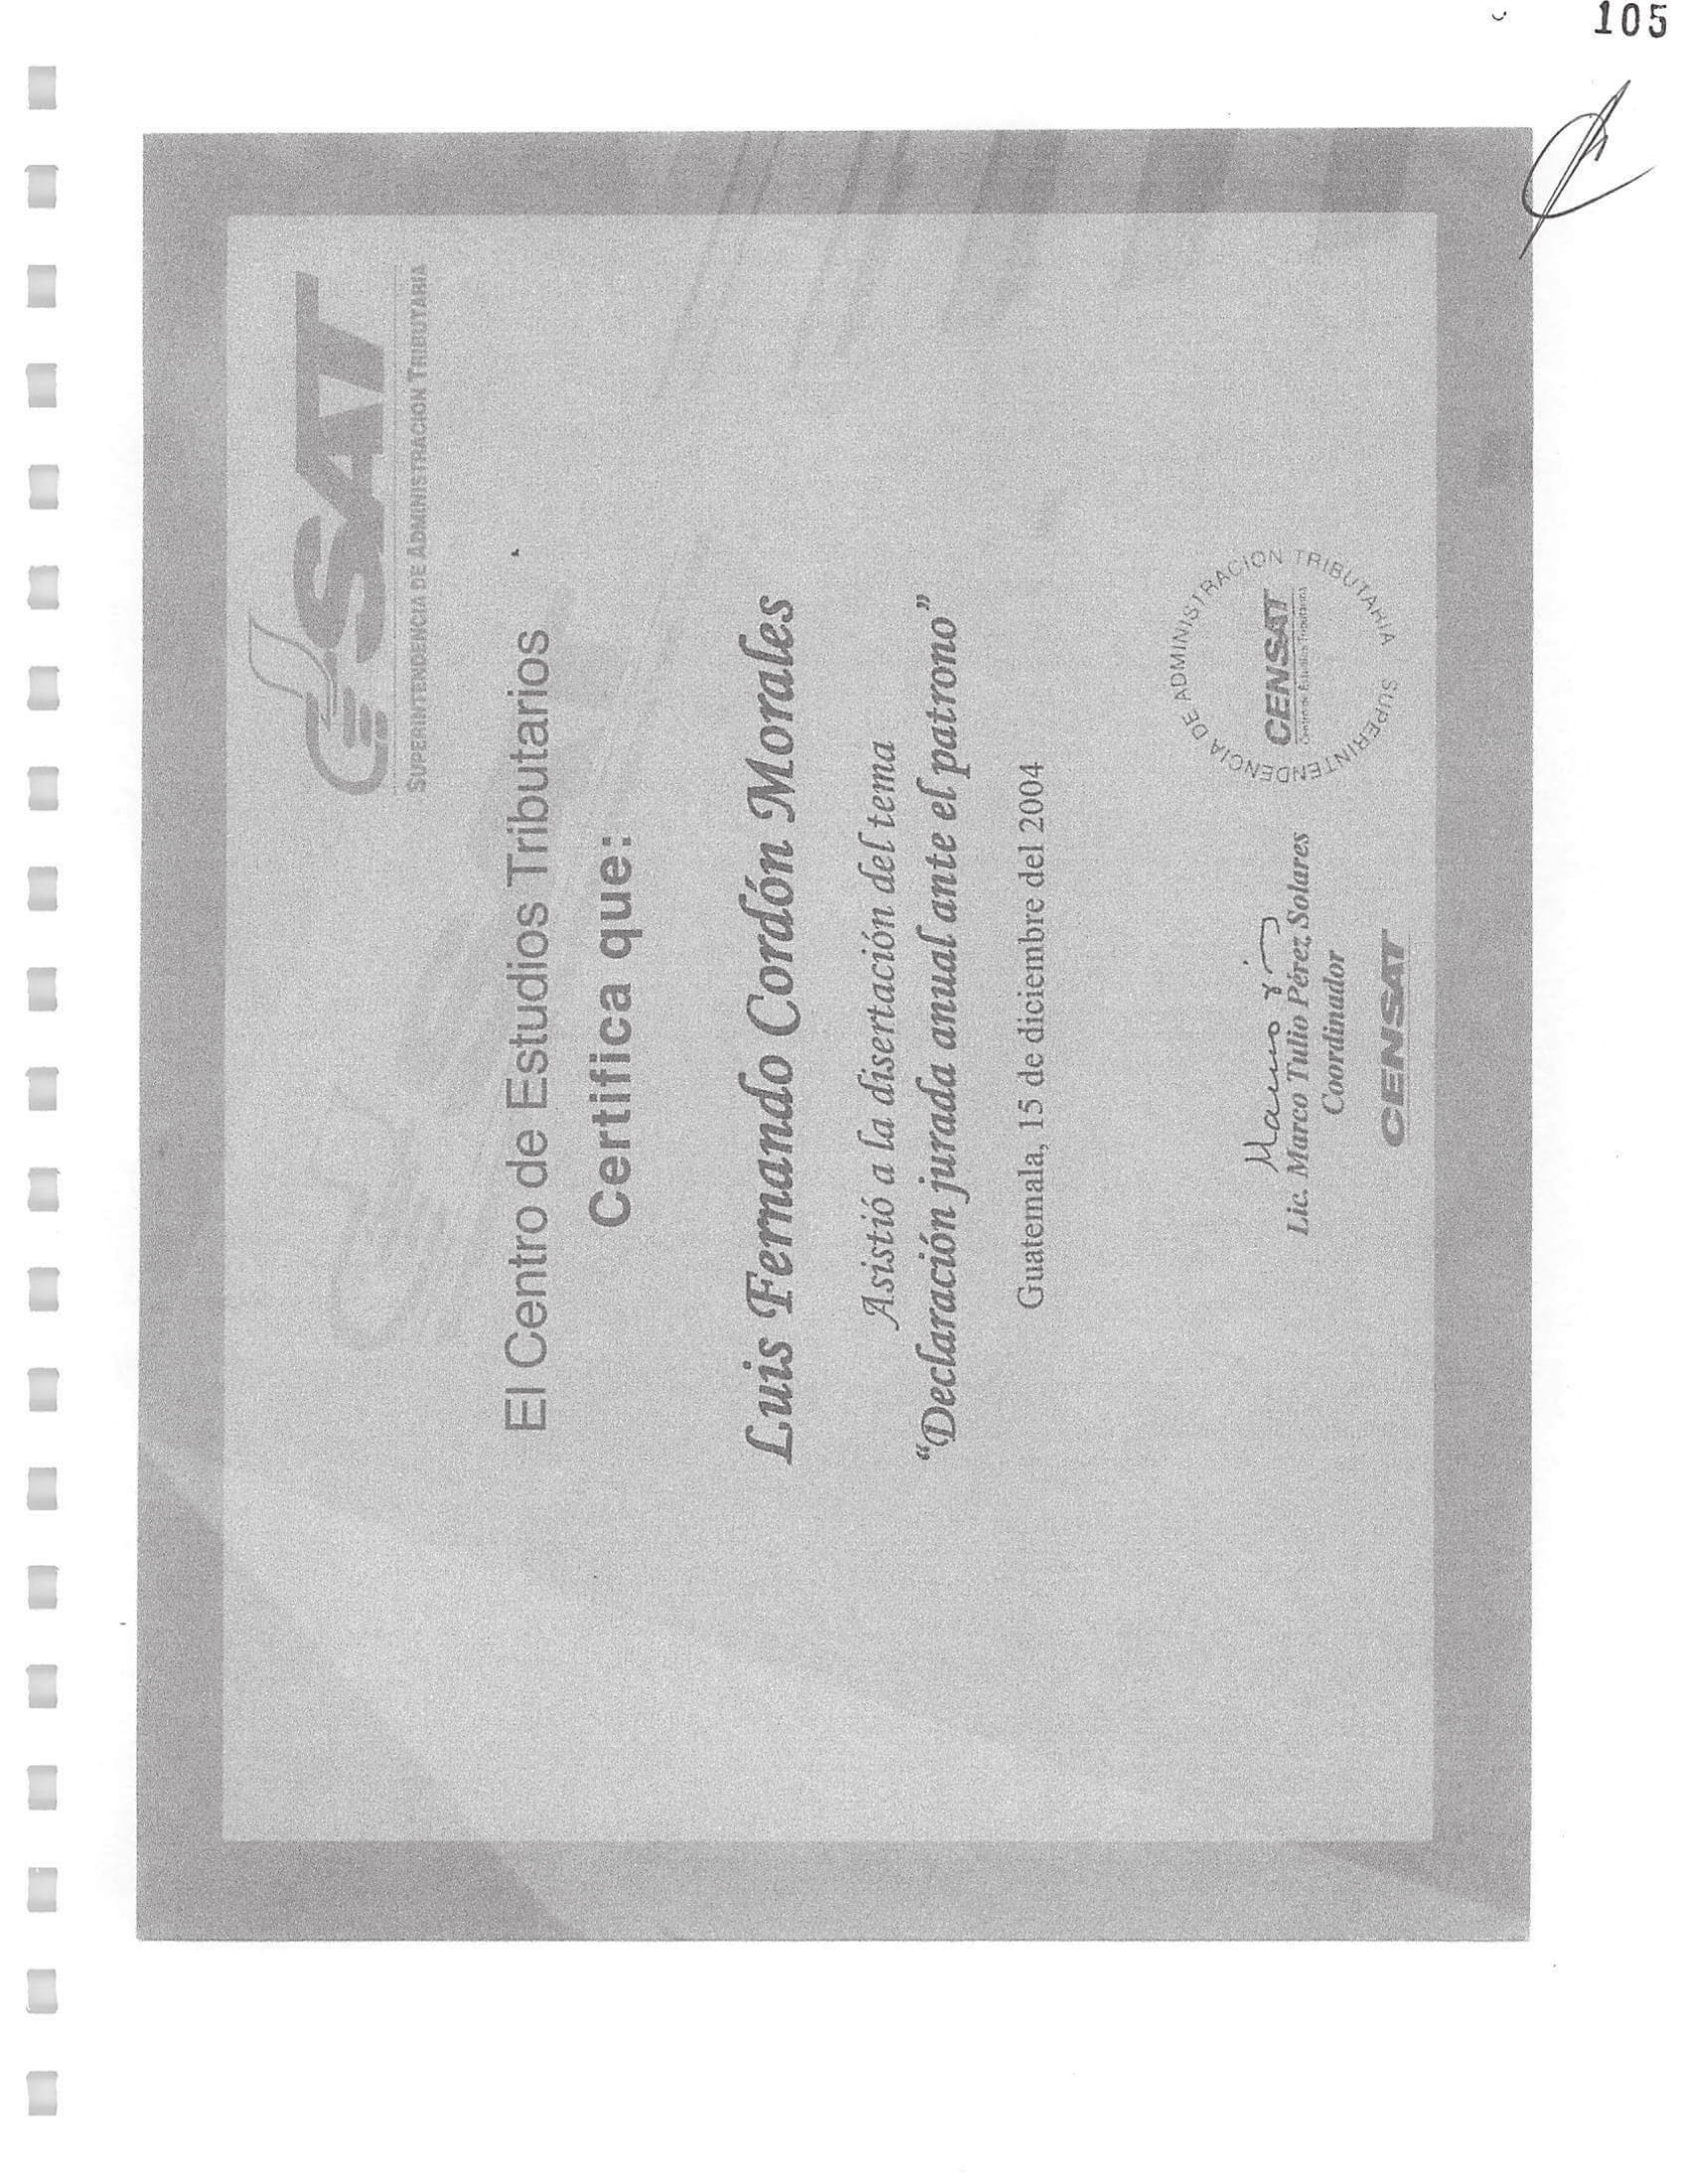 105
SAT
SUPERINTENDENCIA DE ADMINISTRACION TRIBUTARIA
El Centro de Estudios Tributarios
Certifica que:
Luis Fernando Cordón Morales
Asistió a la disertación del tema
“Declaración jurada anual ante el patrono”
Guatemala, 15 de diciembre del 2004
Lic. Marco Tulio Pérez Solares
Coordinador
CENSAT
SUPERINTENDENCIA DE ADMINISTRACION TRIBUTARIA
CENSAT
Centro de Estudios Tributarios